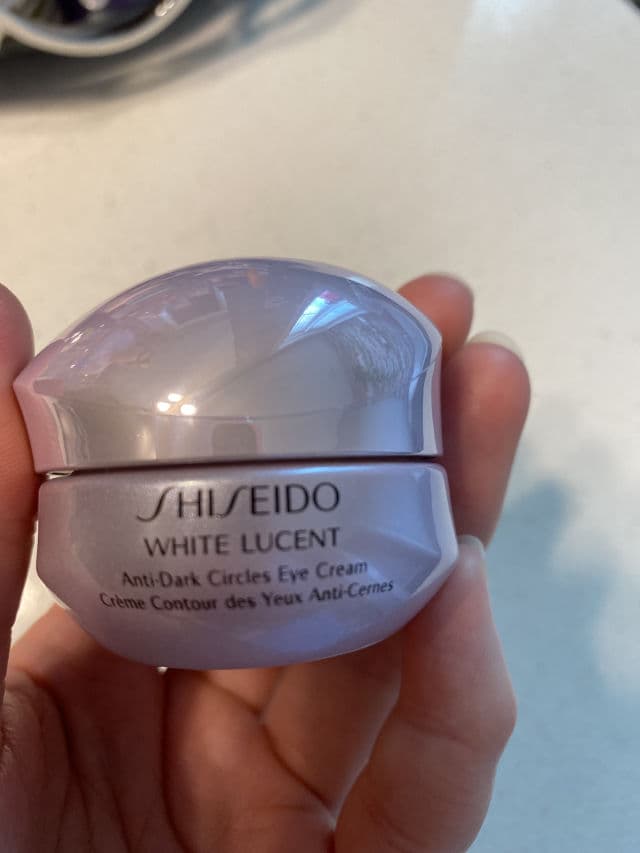 SHISEIDO
WHITE LUCENT
Anti-Dark Circles Eye Cream
Crème Contour des Yeux Anti-Cernes